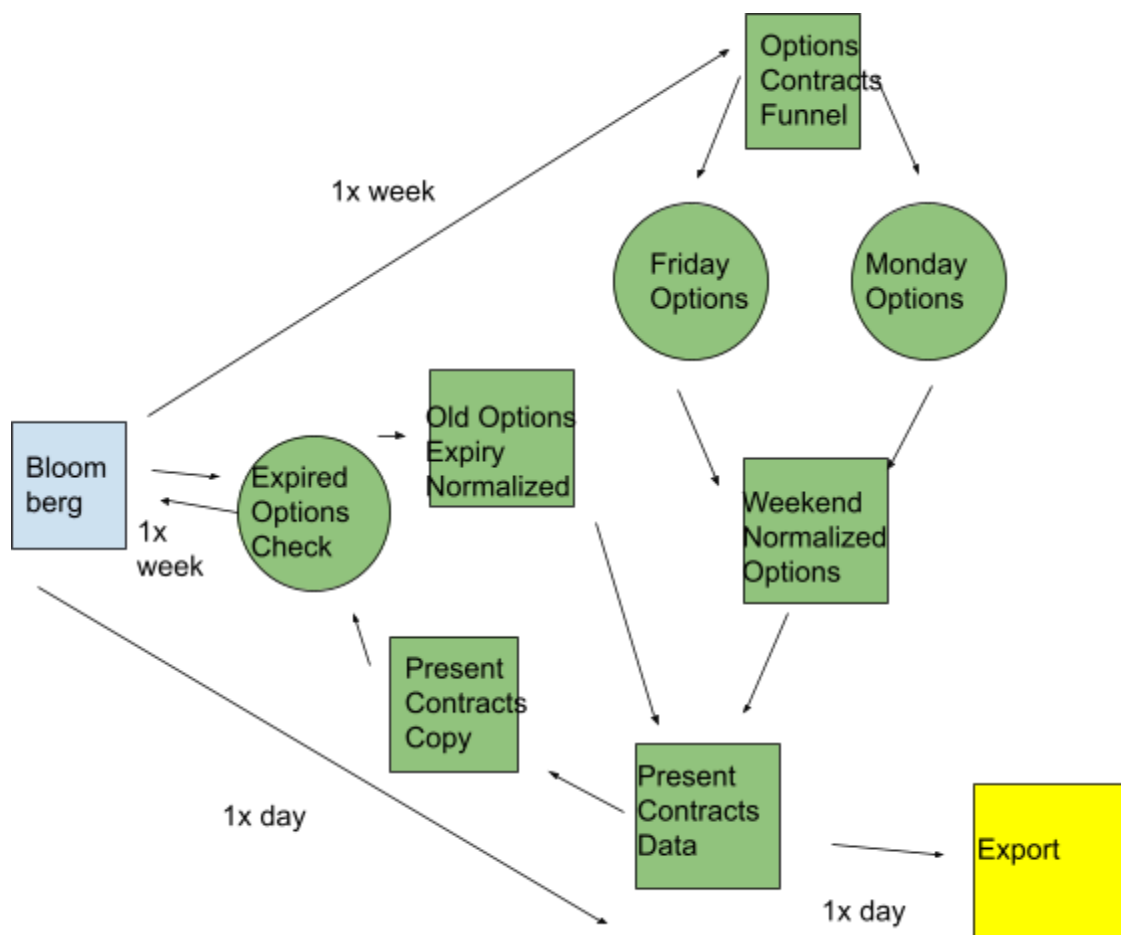 Options
Contracts
Funnel
1x week
Friday
Options
Monday
Options
Old Options
Expiry
Normalized
Bloom
berg
Expired
Options
Check
1x
week
Weekend
Normalized
Options
Present
Contracts
Copy
Present
Contracts
Data
1x day
Export
1x day